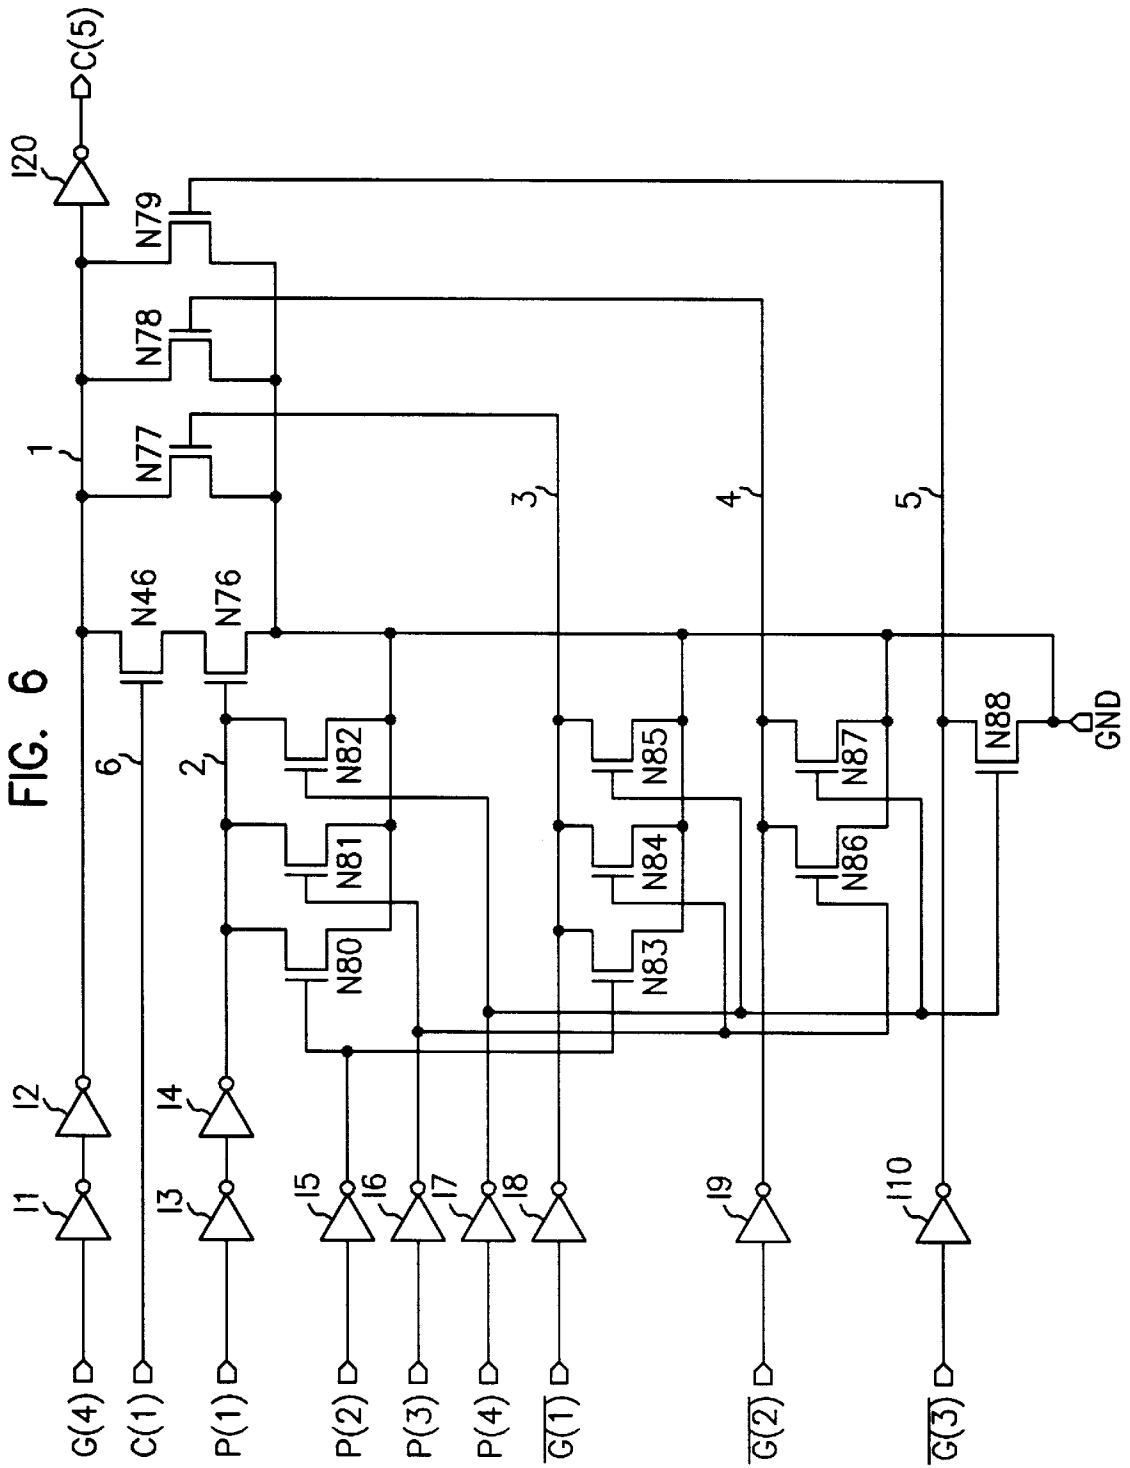 FIG. 6
G(4)
I1
I2
1
I20
C(5)
C(1)
6
N46
N77
N78
N79
P(1)
I3
I4
2
N76
P(2)
I5
N80
N81
N82
P(3)
I6
P(4)
I7
G̅(̅1̅)̅
I8
3
N83
N84
N85
G̅(̅2̅)̅
I9
4
N86
N87
G̅(̅3̅)̅
I10
5
N88
GND